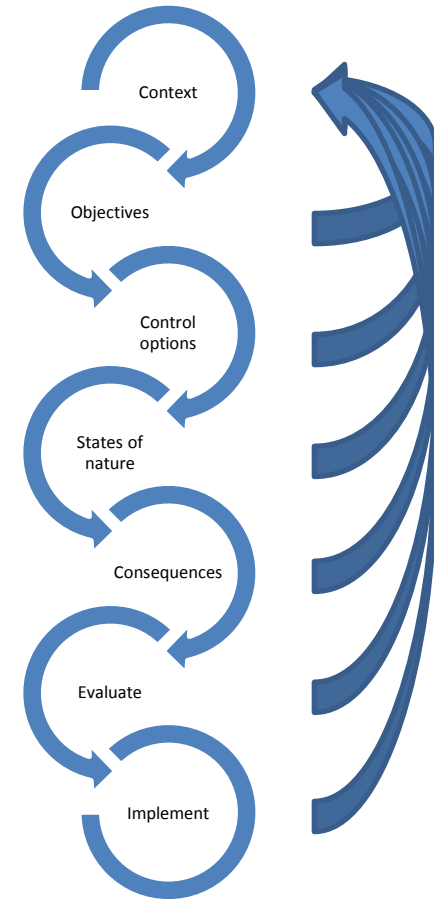 Context
Objectives
Control
options
States of
nature
Consequences
Evaluate
Implement